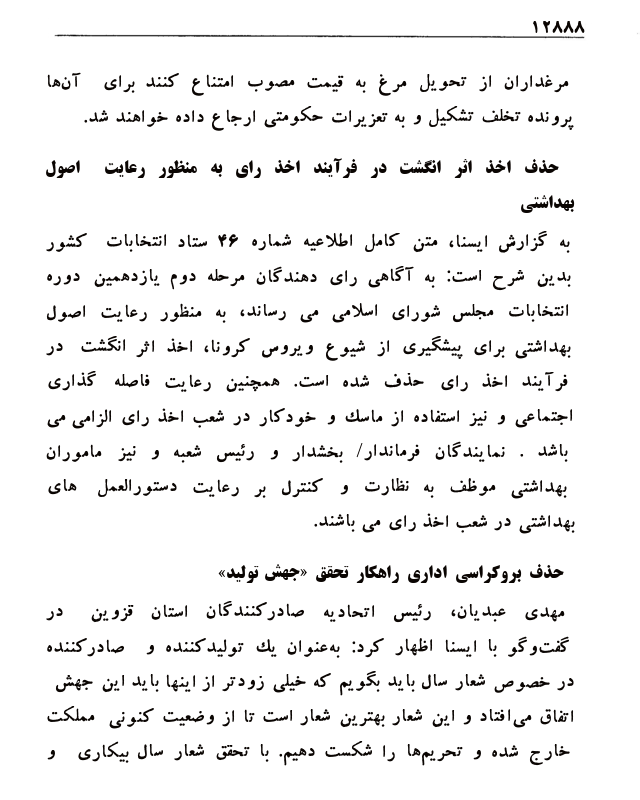 ۱۲۸۸۸
مرغداران از تحویل مرغ به قیمت مصوب امتناع کنند برای آن‌ها
پرونده تخلف تشکیل و به تعزیرات حکومتی ارجاع داده خواهند شد.
حذف اخذ اثر انگشت در فرآیند اخذ رای به منظور رعایت اصول
بهداشتی
به گزارش ایسنا، متن کامل اطلاعیه شماره ۴۶ ستاد انتخابات کشور
بدین شرح است: به آگاهی رای دهندگان مرحله دوم یازدهمین دوره
انتخابات مجلس شورای اسلامی می رساند، به منظور رعایت اصول
بهداشتی برای پیشگیری از شیوع ویروس کرونا، اخذ اثر انگشت در
فرآیند اخذ رای حذف شده است. همچنین رعایت فاصله گذاری
اجتماعی و نیز استفاده از ماسك و خودکار در شعب اخذ رای الزامی می
باشد . نمایندگان فرماندار/ بخشدار و رئیس شعبه و نیز ماموران
بهداشتی موظف به نظارت و کنترل بر رعایت دستورالعمل های
بهداشتی در شعب اخذ رای می باشند.
حذف بروکراسی اداری راهکار تحقق «جهش تولید»
مهدی عبدیان، رئیس اتحادیه صادرکنندگان استان قزوین در
گفت‌وگو با ایسنا اظهار کرد: به‌عنوان یك تولیدکننده و صادرکننده
در خصوص شعار سال باید بگویم که خیلی زودتر از اینها باید این جهش
اتفاق می‌افتاد و این شعار بهترین شعار است تا از وضعیت کنونی مملکت
خارج شده و تحریم‌ها را شکست دهیم. با تحقق شعار سال بیکاری و